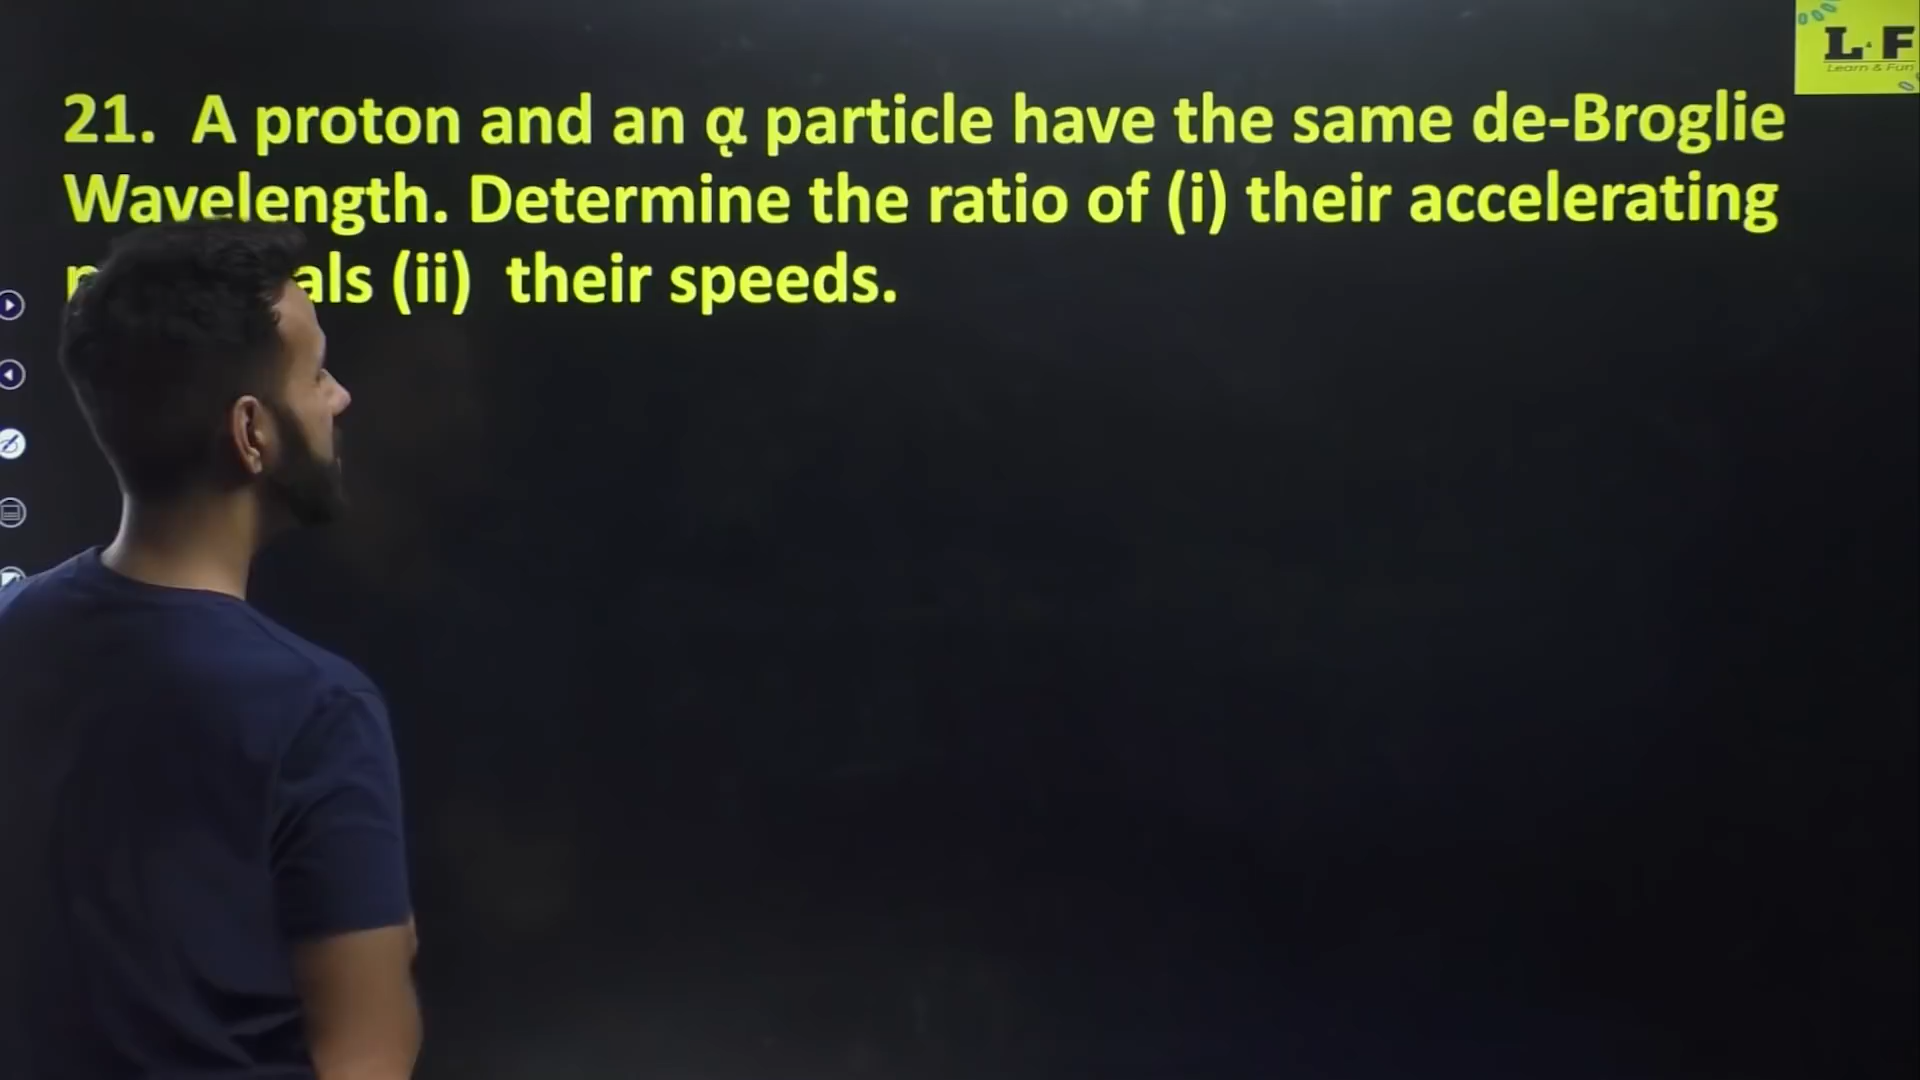 21. A proton and an α particle have the same de-Broglie
Wavelength. Determine the ratio of (i) their accelerating
(ii) their speeds.
L & F
Learn & Fun